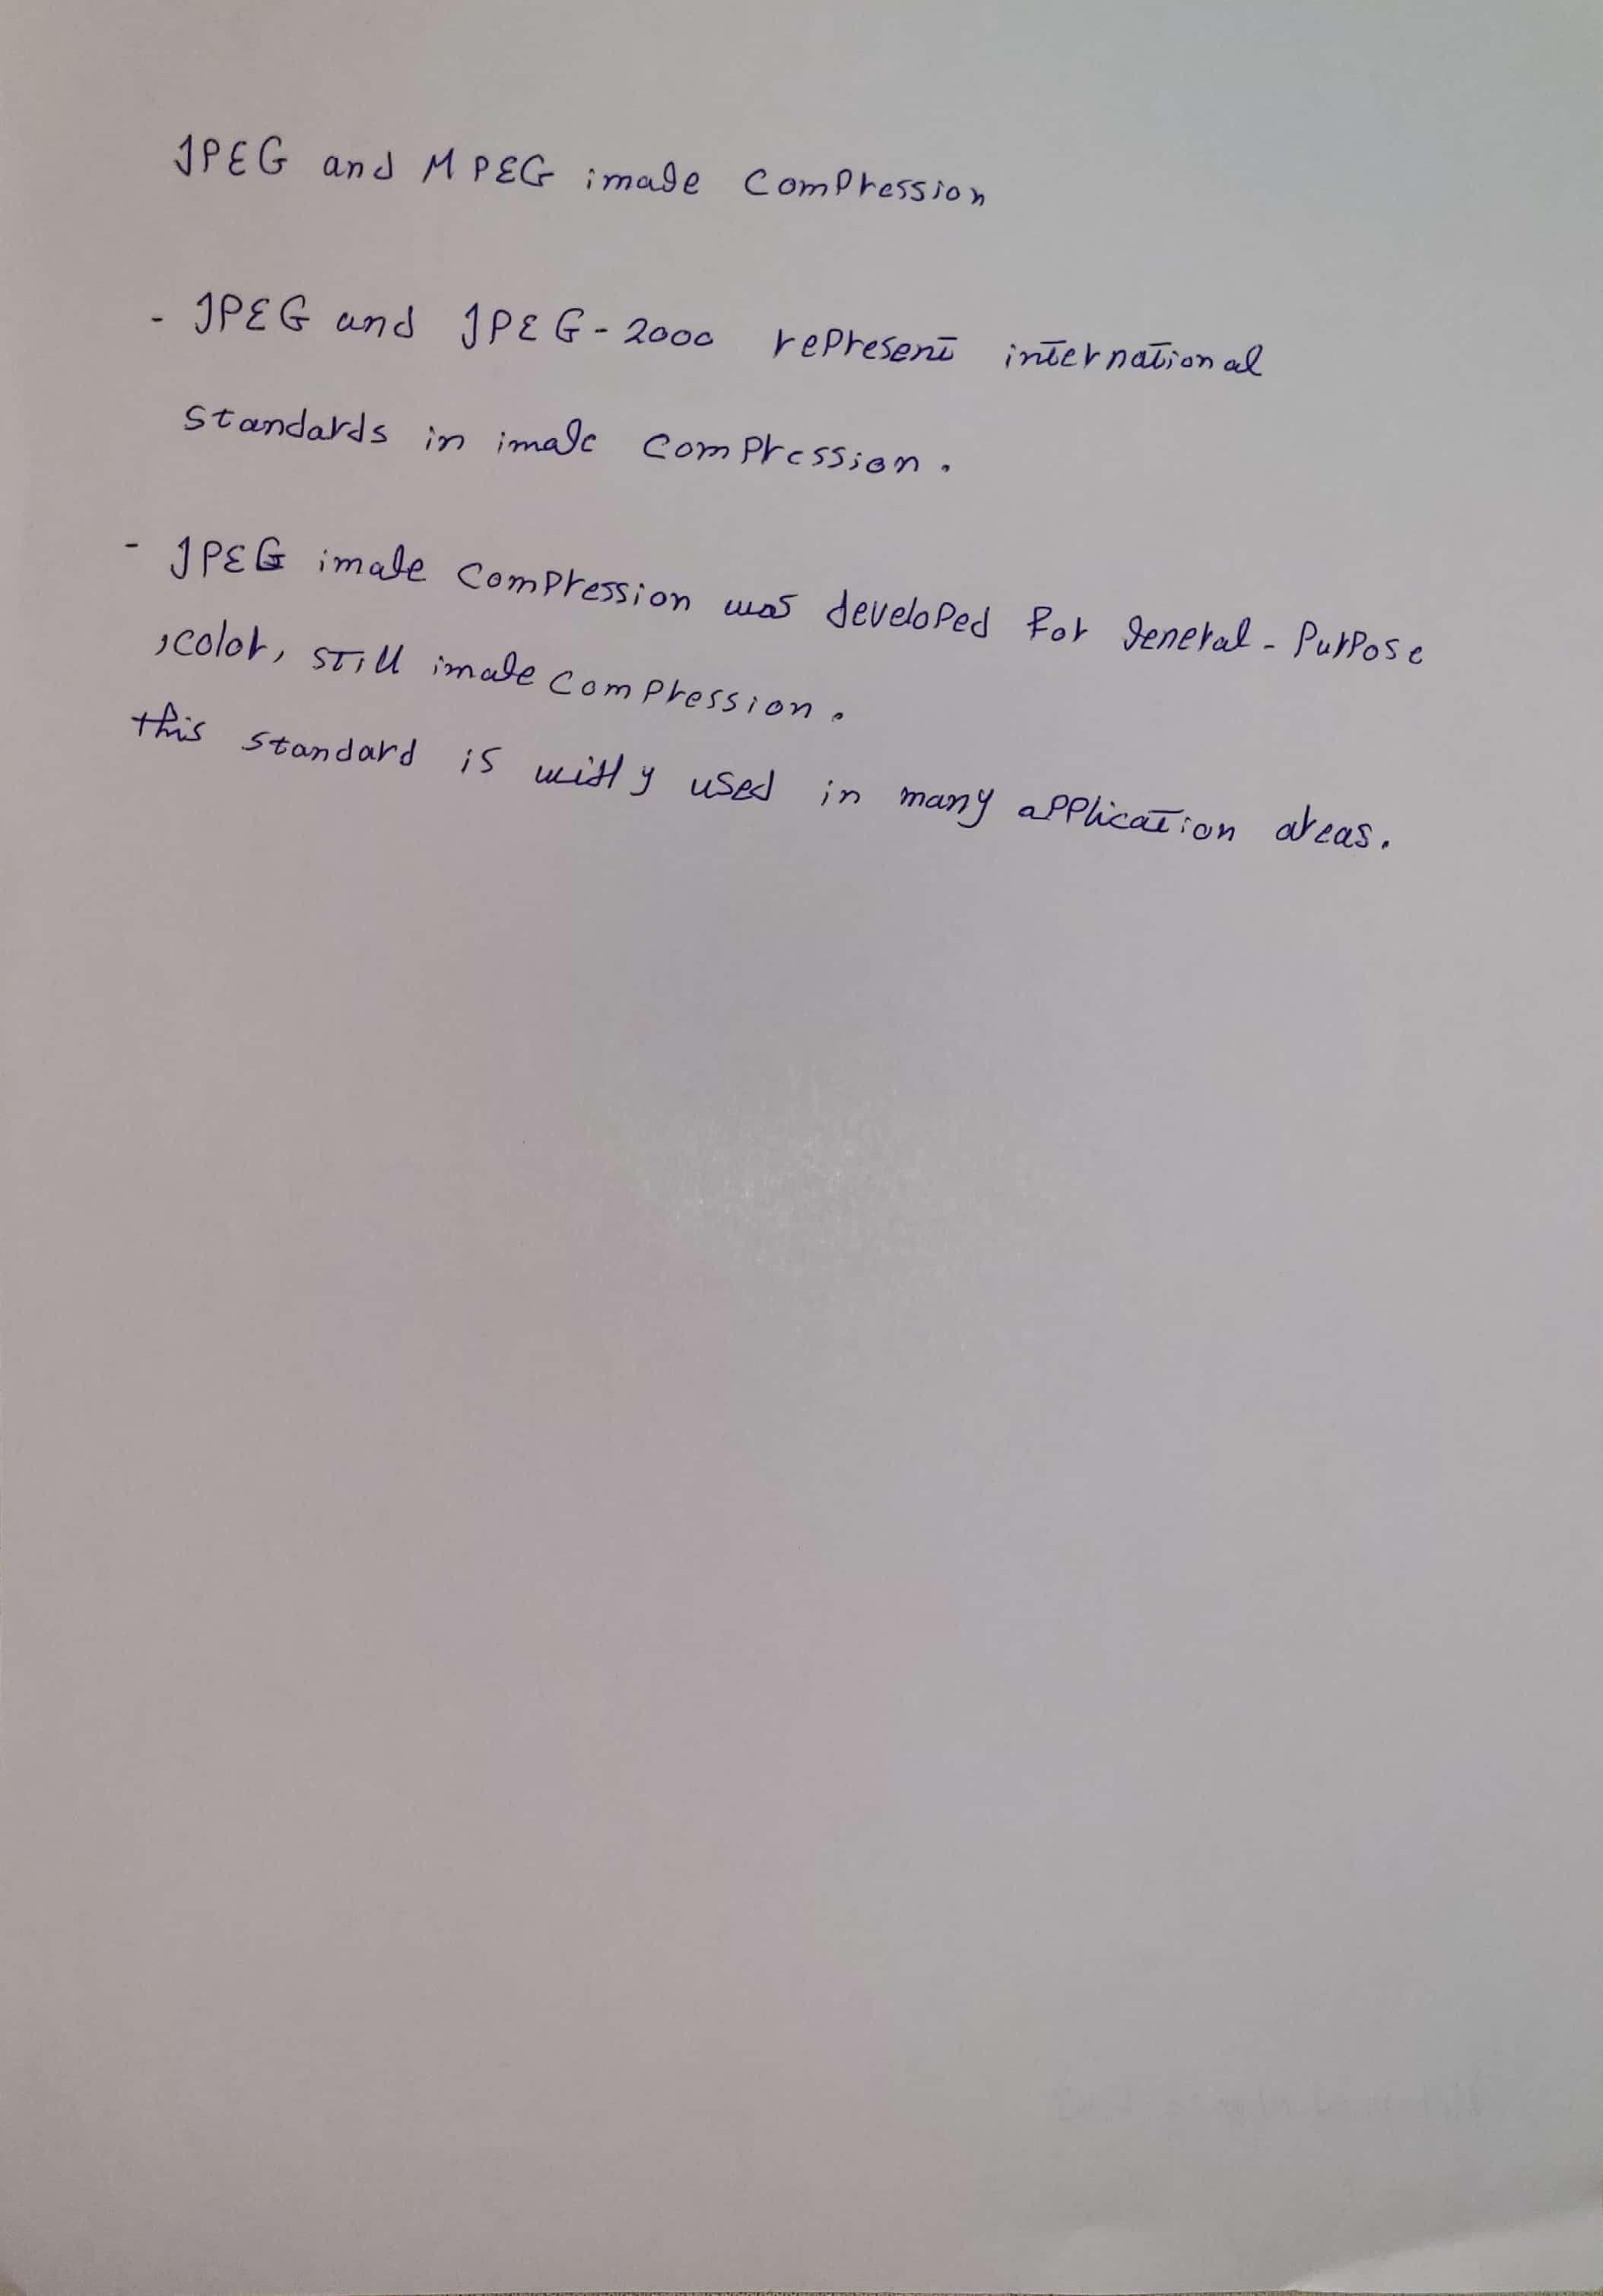 JPEG and MPEG image compression
- JPEG and JPEG-2000 represent international
standards in image compression.
- JPEG image compression was developed for general-purpose
,color, still image compression.
this standard is widly used in many application areas.